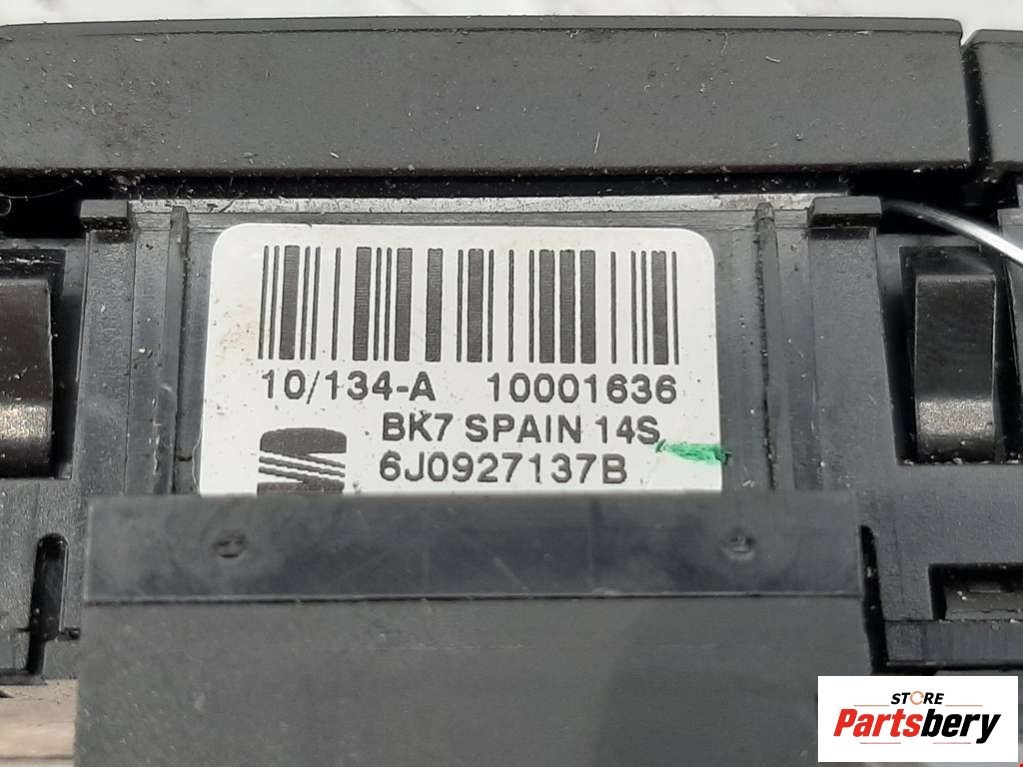 10/134-A 10001636
BK7 SPAIN 14S
6J0927137B
STORE
Partsbery